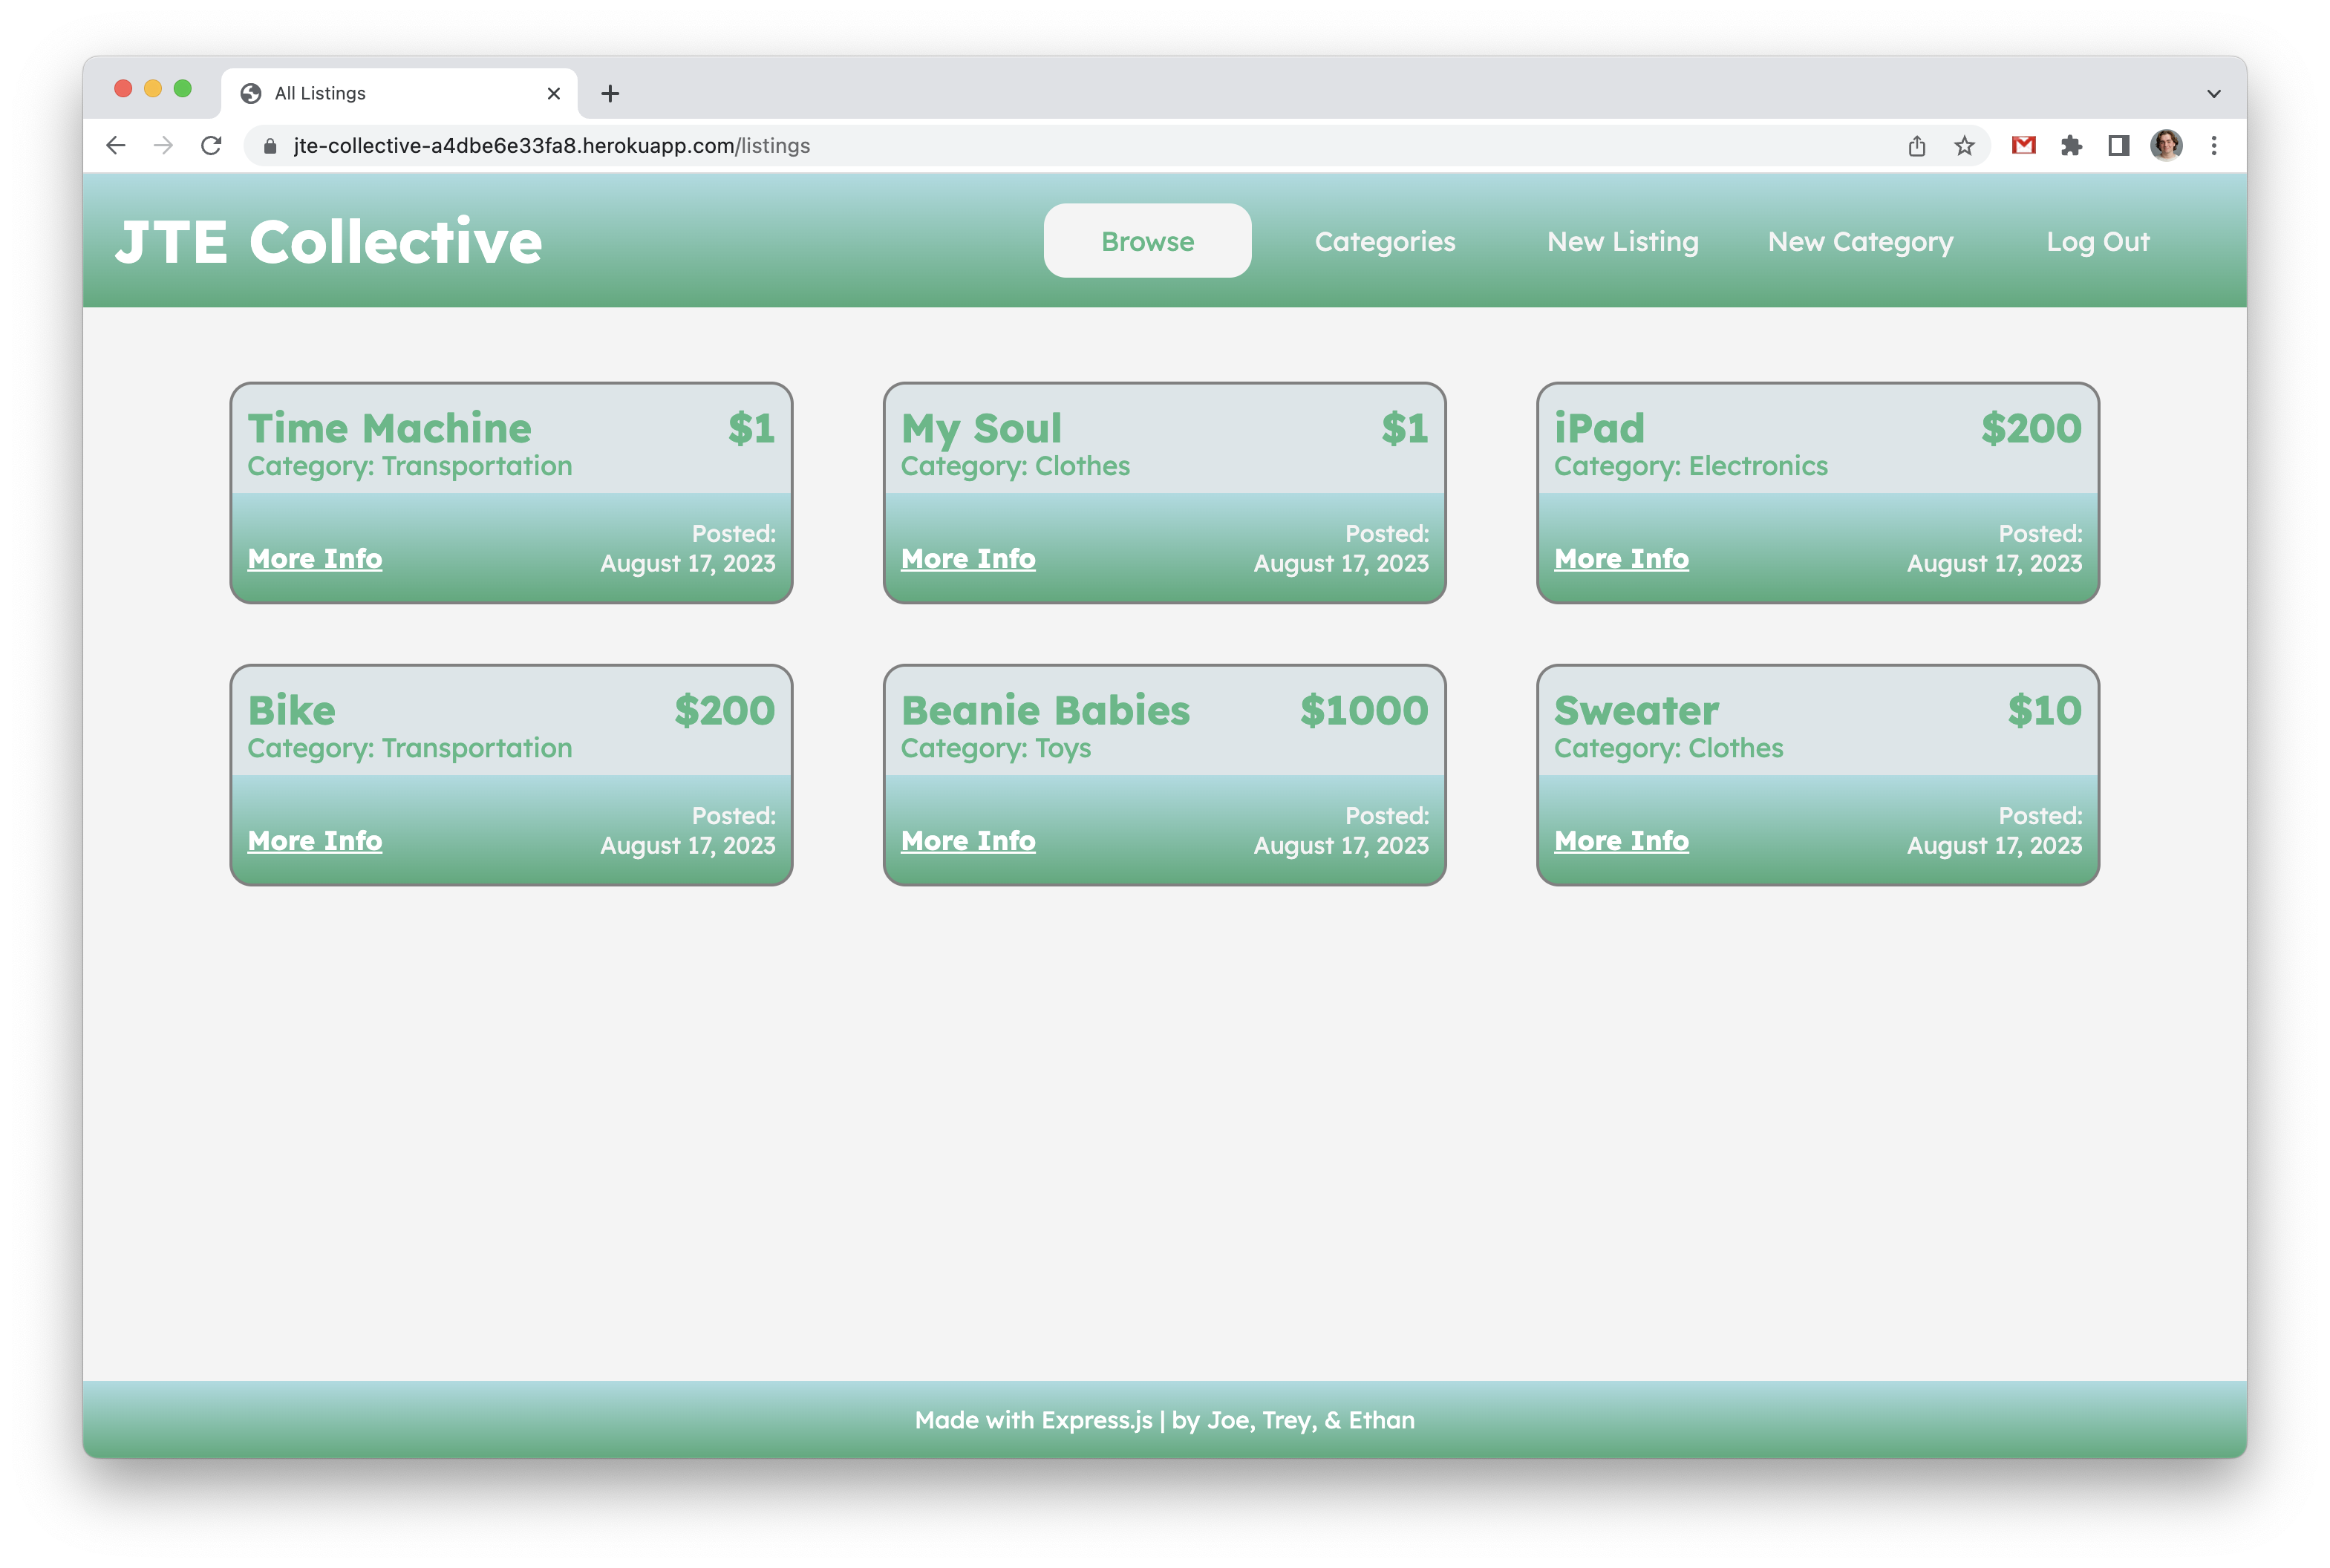 All Listings
jte-collective-a4dbe6e33fa8.herokuapp.com/listings
JTE Collective
Browse
Categories
New Listing
New Category
Log Out
Time Machine $1
Category: Transportation
More Info
Posted:
August 17, 2023
My Soul $1
Category: Clothes
More Info
Posted:
August 17, 2023
iPad $200
Category: Electronics
More Info
Posted:
August 17, 2023
Bike $200
Category: Transportation
More Info
Posted:
August 17, 2023
Beanie Babies $1000
Category: Toys
More Info
Posted:
August 17, 2023
Sweater $10
Category: Clothes
More Info
Posted:
August 17, 2023
Made with Express.js | by Joe, Trey, & Ethan